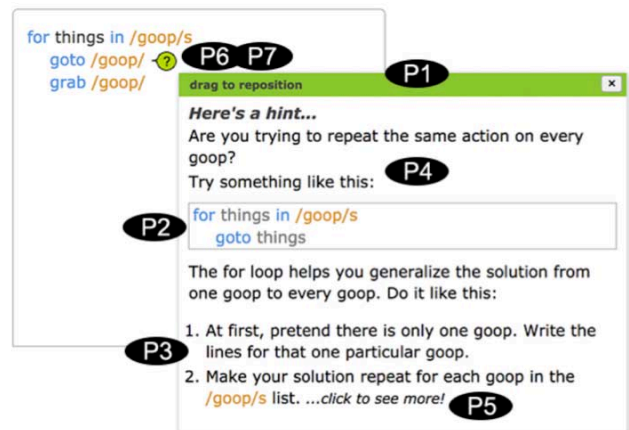 for things in /goop/s
goto /goop/ ? P6 P7
grab /goop/
P1
drag to reposition x
Here's a hint...
Are you trying to repeat the same action on every
goop?
P4
Try something like this:
P2
for things in /goop/s
goto things
The for loop helps you generalize the solution from
one goop to every goop. Do it like this:
1. At first, pretend there is only one goop. Write the
P3
lines for that one particular goop.
2. Make your solution repeat for each goop in the
/goop/s list. ...click to see more! P5